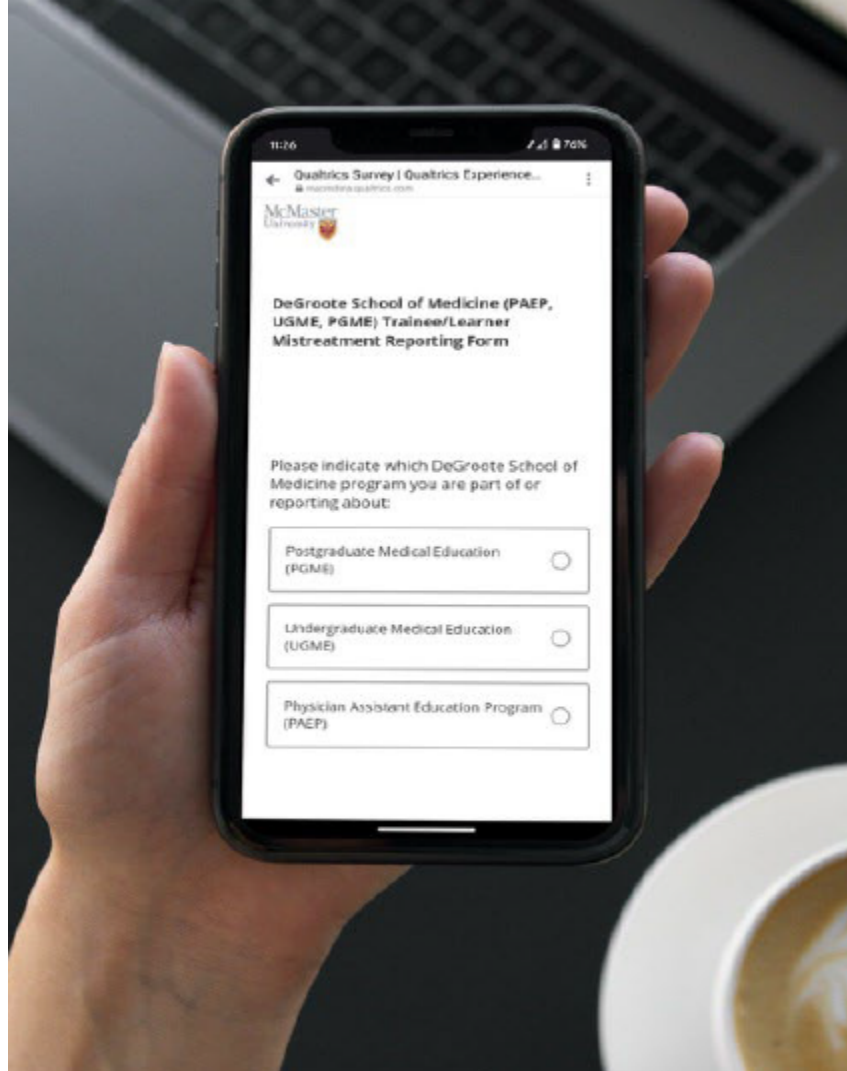 11:26
76%
Qualtrics Survey | Qualtrics Experience...
McMaster
University
DeGroote School of Medicine (PAEP,
UGME, PGME) Trainee/Learner
Mistreatment Reporting Form
Please indicate which DeGroote School of
Medicine program you are part of or
reporting about:
Postgraduate Medical Education
(PGME)
Undergraduate Medical Education
(UGME)
Physician Assistant Education Program
(PAEP)